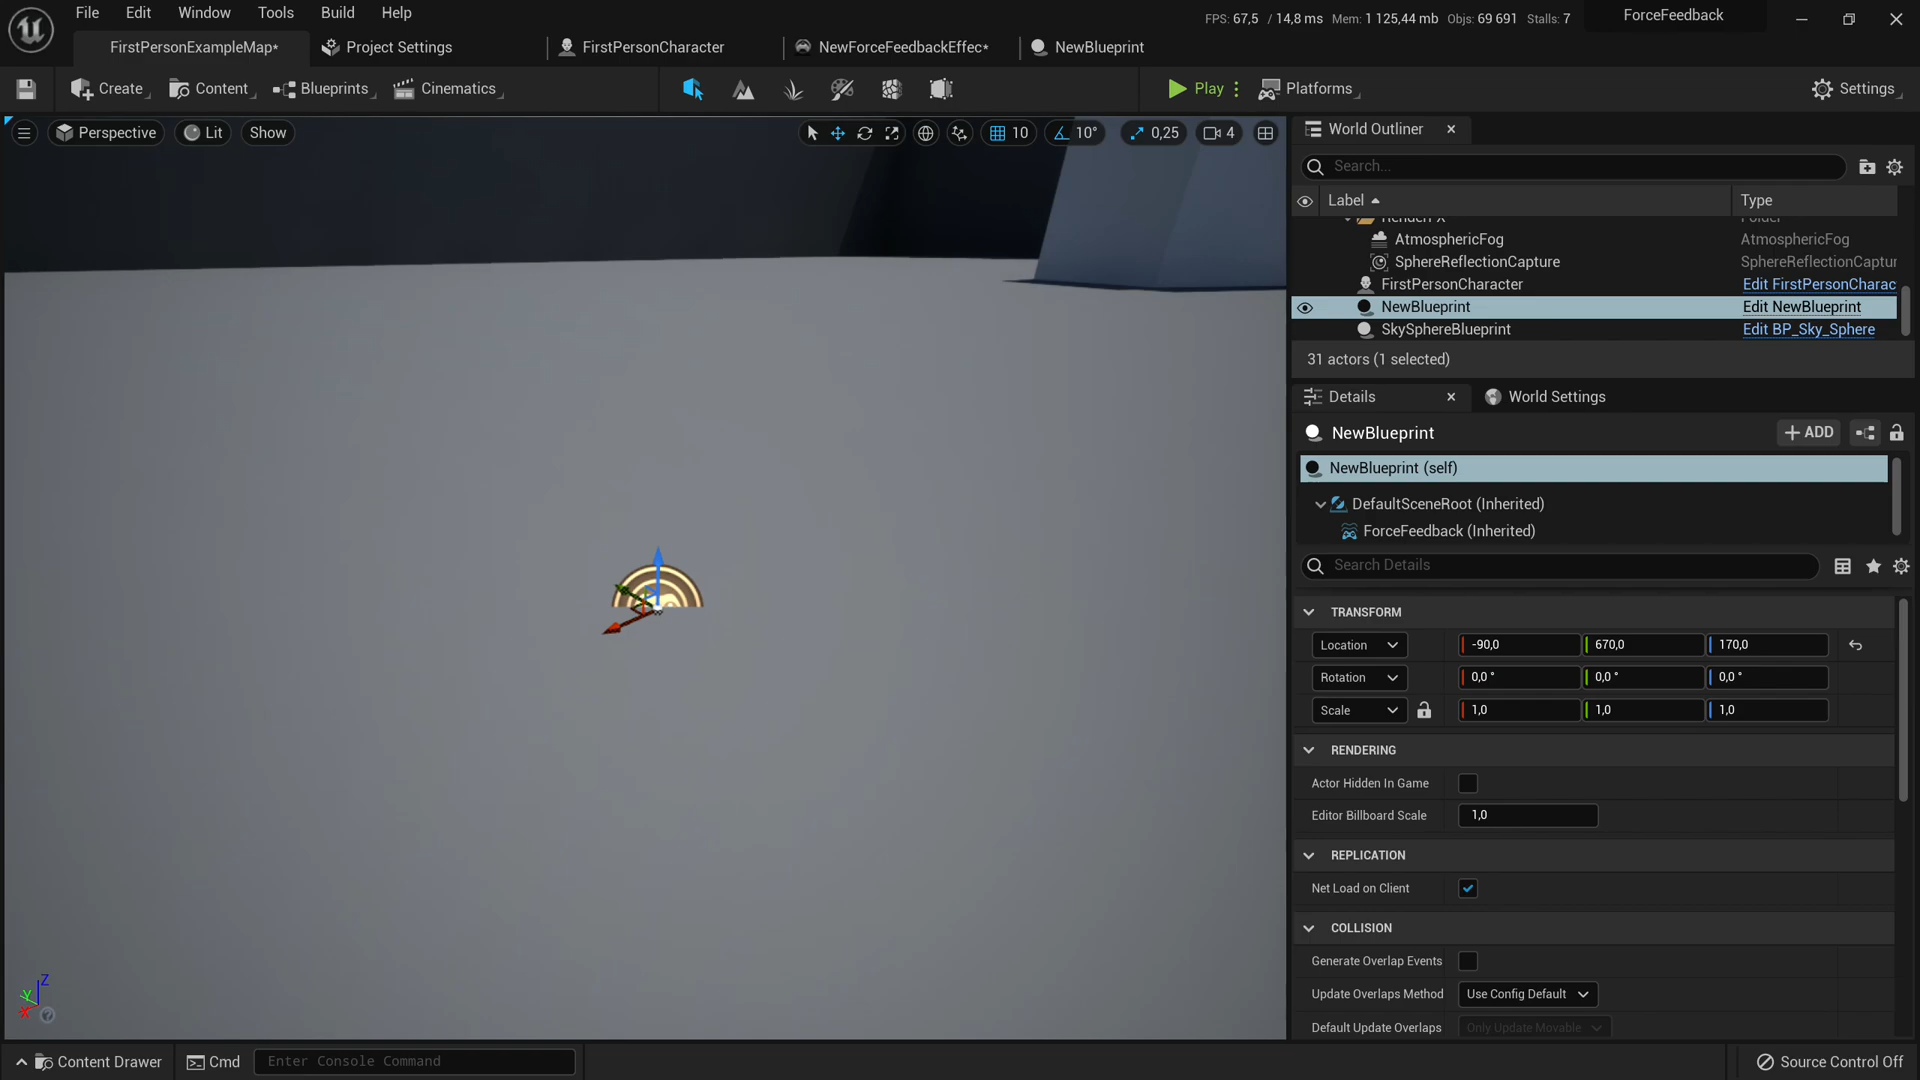 File Edit Window Tools Build Help
FPS: 67,5 / 14,8 ms Mem: 1 125,44 mb Objs: 69 691 Stalls: 7
ForceFeedback
FirstPersonExampleMap*
Project Settings
FirstPersonCharacter
NewForceFeedbackEffec*
NewBlueprint
Create
Content
Blueprints
Cinematics
Play
Platforms
Settings
Perspective
Lit
Show
10
10°
0,25
4
World Outliner
Search...
Label
Type
RenderFX
Folder
AtmosphericFog
AtmosphericFog
SphereReflectionCapture
SphereReflectionCaptur
FirstPersonCharacter
Edit FirstPersonCharac
NewBlueprint
Edit NewBlueprint
SkySphereBlueprint
Edit BP_Sky_Sphere
31 actors (1 selected)
Details
World Settings
NewBlueprint
ADD
NewBlueprint (self)
DefaultSceneRoot (Inherited)
ForceFeedback (Inherited)
Search Details
TRANSFORM
Location -90,0 670,0 170,0
Rotation 0,0 ° 0,0 ° 0,0 °
Scale 1,0 1,0 1,0
RENDERING
Actor Hidden In Game
Editor Billboard Scale 1,0
REPLICATION
Net Load on Client
COLLISION
Generate Overlap Events
Update Overlaps Method Use Config Default
Default Update Overlaps Only Update Movable
Z
Y
X
Content Drawer
Cmd
Enter Console Command
Source Control Off